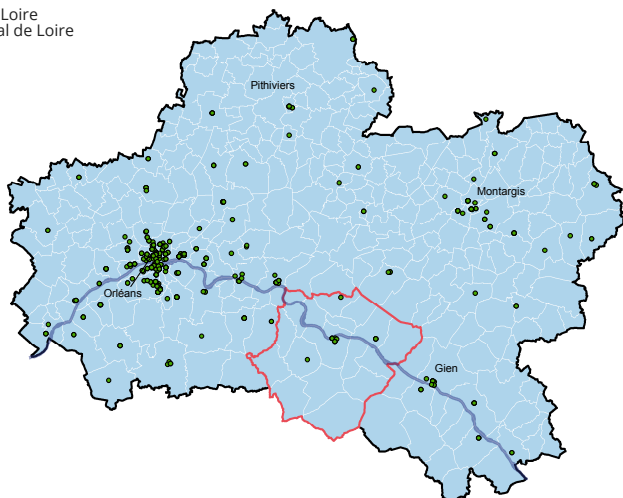 Loire
al de Loire
Pithiviers
Montargis
Orléans
Gien